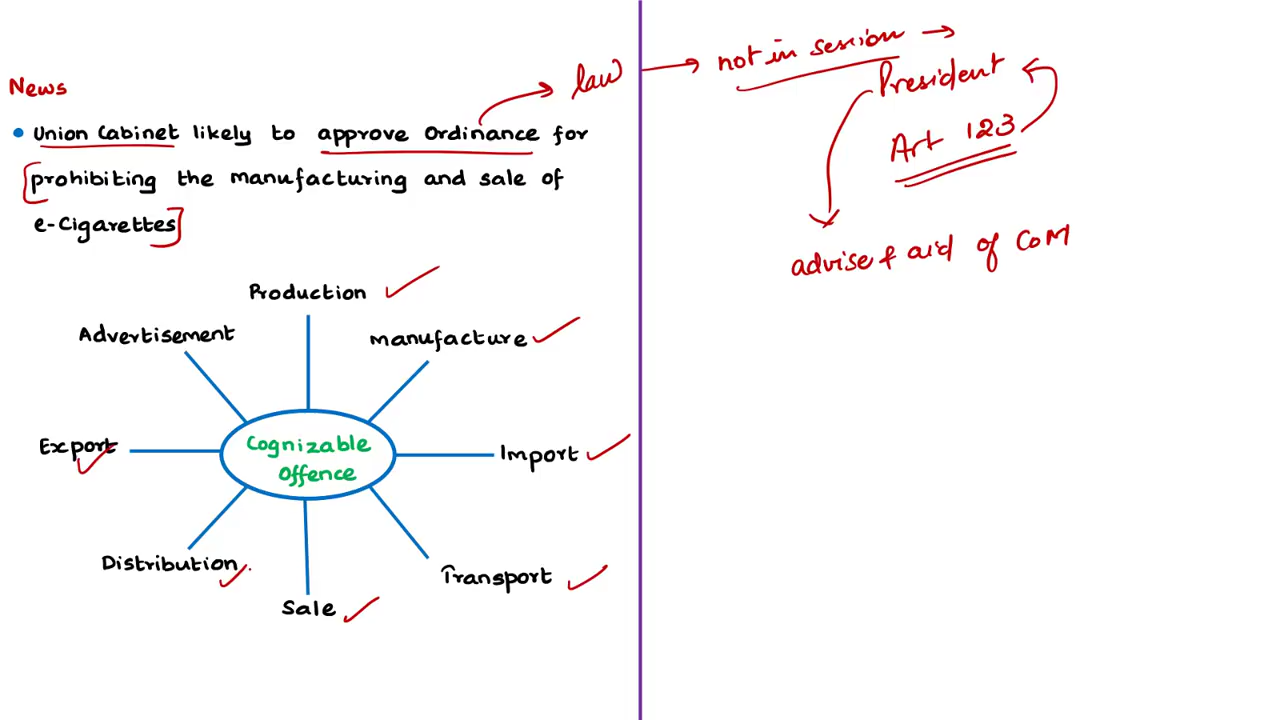 News
Union Cabinet likely to approve Ordinance for
prohibiting the manufacturing and sale of
e-Cigarettes
Production
Advertisement
manufacture
Export
Cognizable
Offence
Import
Distribution
Transport
Sale
law
not in session
President
Art 123
advise & aid of CoM